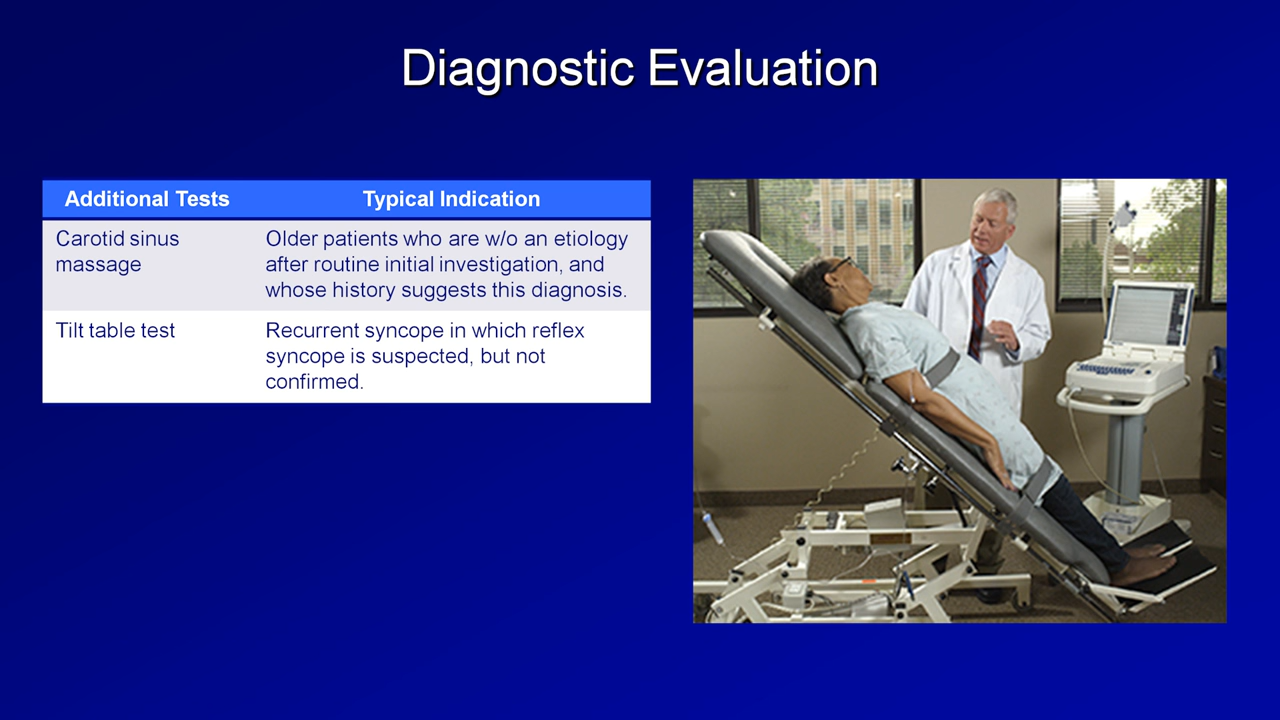 Diagnostic Evaluation
Additional Tests
Typical Indication
Carotid sinus
massage
Older patients who are w/o an etiology
after routine initial investigation, and
whose history suggests this diagnosis.
Tilt table test
Recurrent syncope in which reflex
syncope is suspected, but not
confirmed.